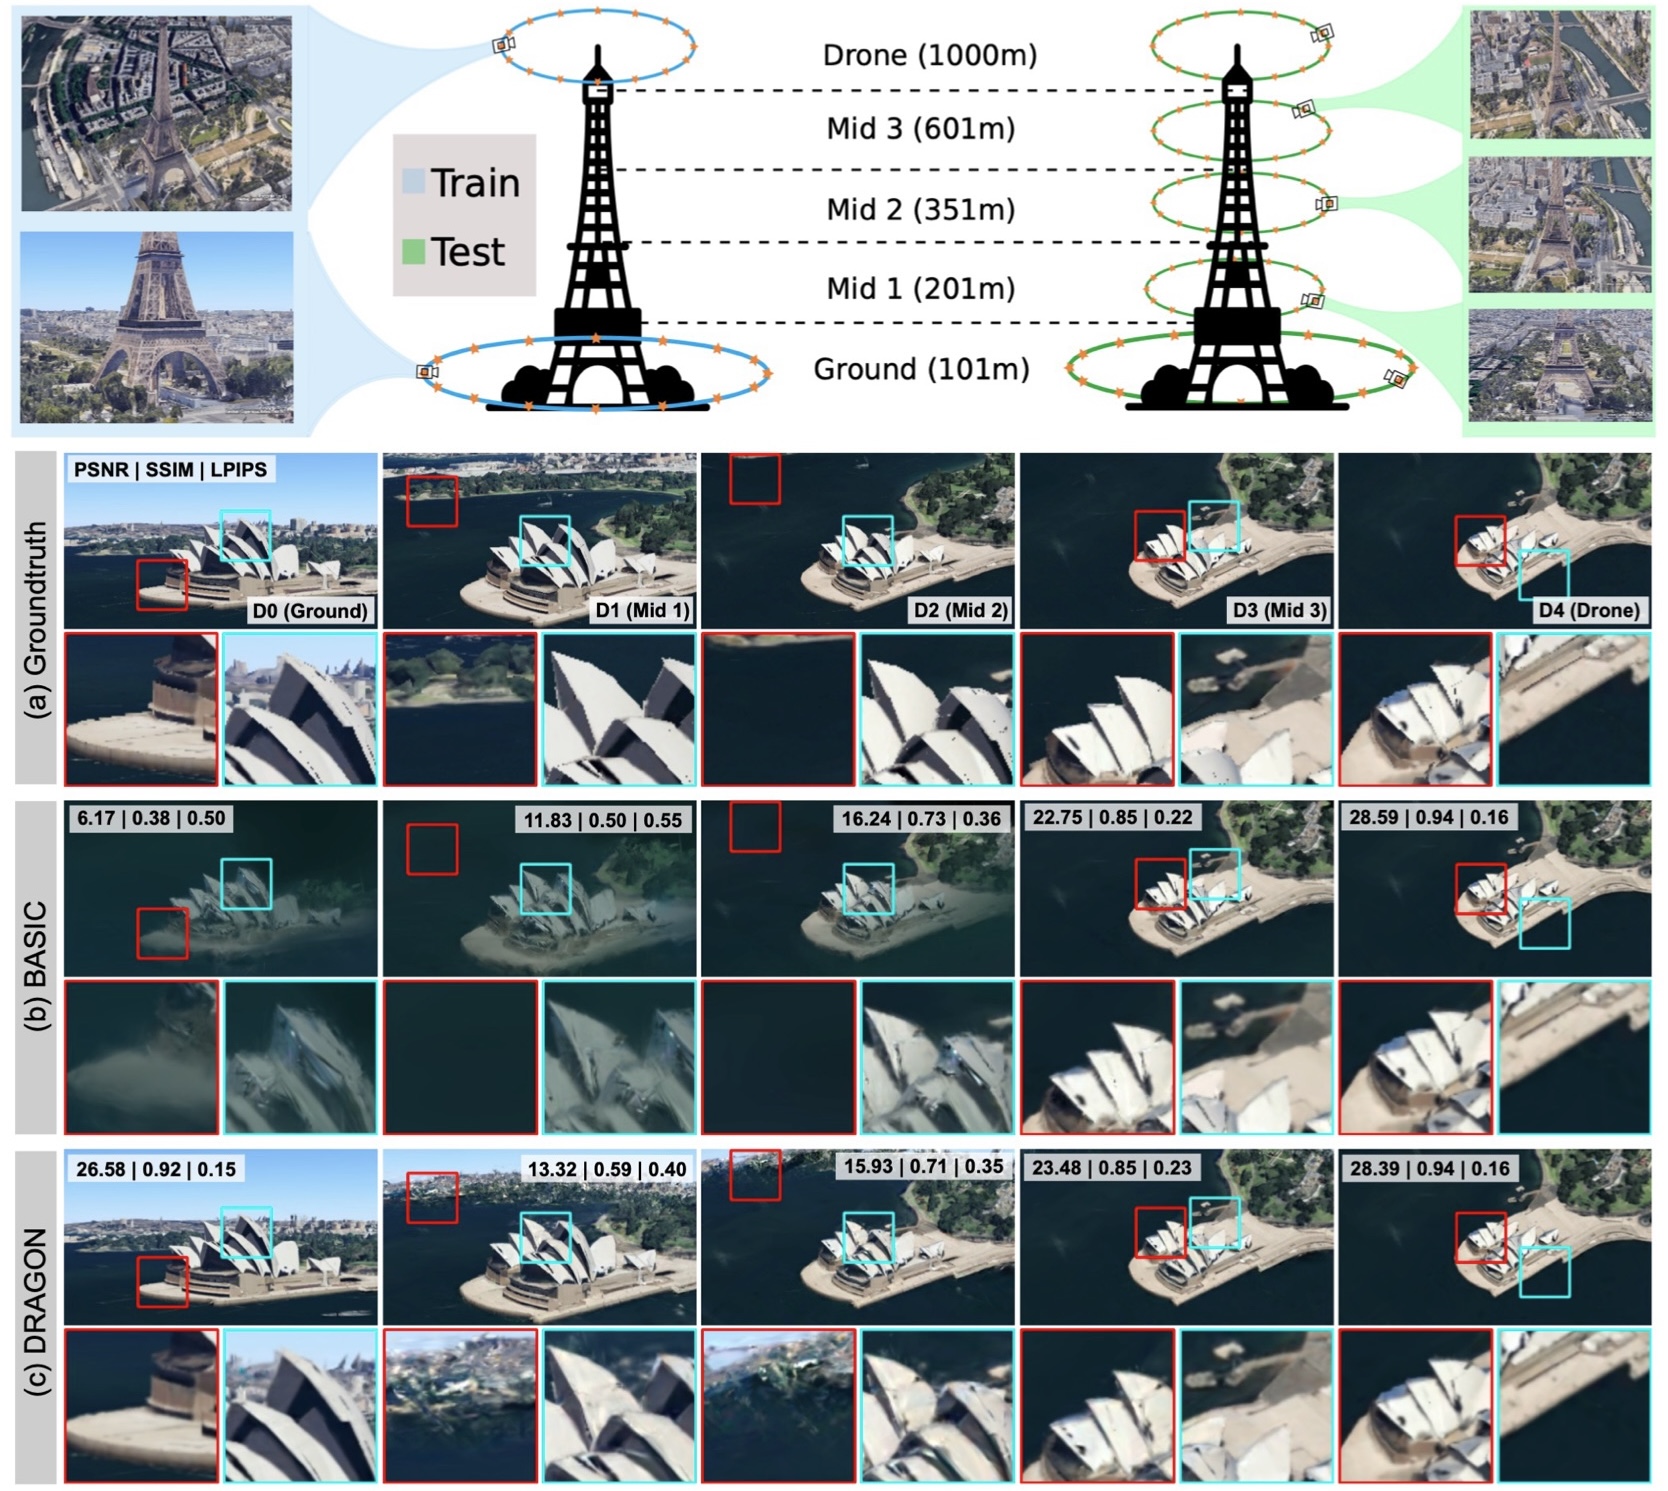 Drone (1000m)
Mid 3 (601m)
Train
Mid 2 (351m)
Test
Mid 1 (201m)
Ground (101m)
(a) Groundtruth
PSNR | SSIM | LPIPS
D0 (Ground)
D1 (Mid 1)
D2 (Mid 2)
D3 (Mid 3)
D4 (Drone)
(b) BASIC
6.17 | 0.38 | 0.50
11.83 | 0.50 | 0.55
16.24 | 0.73 | 0.36
22.75 | 0.85 | 0.22
28.59 | 0.94 | 0.16
(c) DRAGON
26.58 | 0.92 | 0.15
13.32 | 0.59 | 0.40
15.93 | 0.71 | 0.35
23.48 | 0.85 | 0.23
28.39 | 0.94 | 0.16